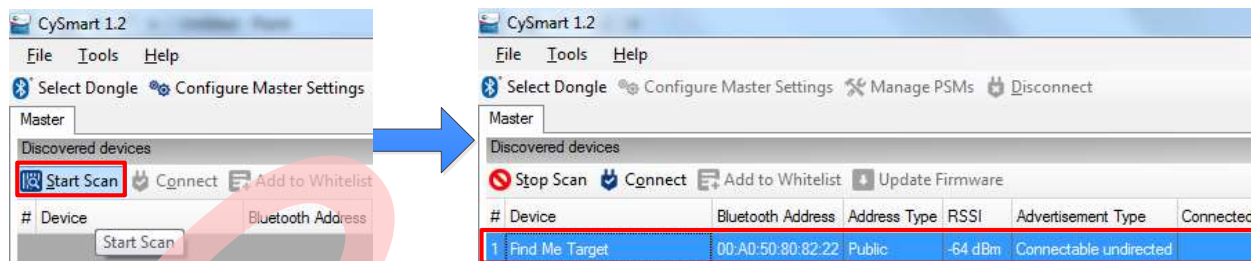 CySmart 1.2
File Tools Help
Select Dongle Configure Master Settings
Master
Discovered devices
Start Scan Connect Add to Whitelist
# Device Bluetooth Address
Start Scan
CySmart 1.2
File Tools Help
Select Dongle Configure Master Settings Manage PSMs Disconnect
Master
Discovered devices
Stop Scan Connect Add to Whitelist Update Firmware
# Device Bluetooth Address Address Type RSSI Advertisement Type Connected
1 Find Me Target 00:A0:50:80:82:22 Public -64 dBm Connectable undirected